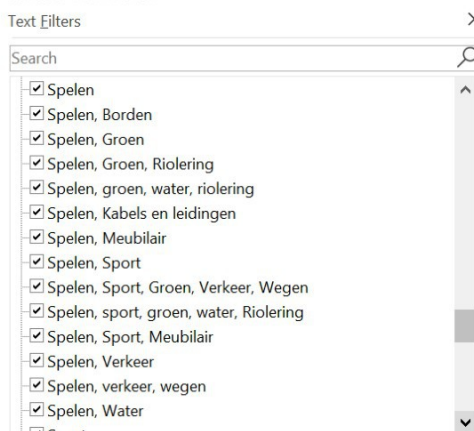 Text Filters
Search
Spelen
Spelen, Borden
Spelen, Groen
Spelen, Groen, Riolering
Spelen, groen, water, riolering
Spelen, Kabels en leidingen
Spelen, Meubilair
Spelen, Sport
Spelen, Sport, Groen, Verkeer, Wegen
Spelen, sport, groen, water, Riolering
Spelen, Sport, Meubilair
Spelen, Verkeer
Spelen, verkeer, wegen
Spelen, Water